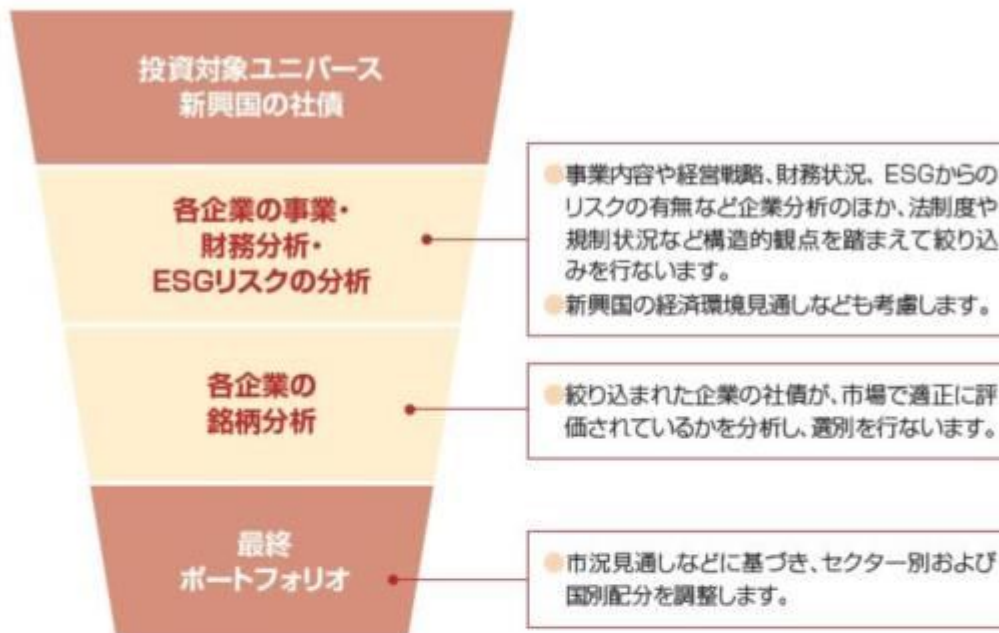 投資対象ユニバース
新興国の社債
各企業の事業・
財務分析・
ESGリスクの分析
●事業内容や経営戦略、財務状況、ESGからの
リスクの有無など企業分析のほか、法制度や
規制状況など構造的観点を踏まえて絞り込
みを行ないます。
●新興国の経済環境見通しなども考慮します。
各企業の
銘柄分析
●絞り込まれた企業の社債が、市場で適正に評
価されているかを分析し、選別を行ないます。
最終
ポートフォリオ
●市況見通しなどに基づき、セクター別および
国別配分を調整します。